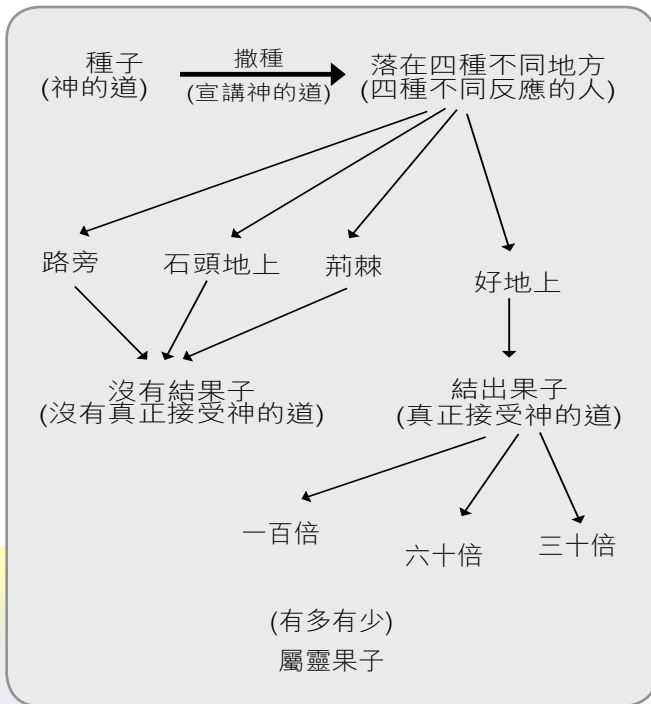 種子
(神的道)
撒種
(宣講神的道)
落在四種不同地方
(四種不同反應的人)
路旁
石頭地上
荊棘
好地上
沒有結果子
(沒有真正接受神的道)
結出果子
(真正接受神的道)
一百倍
六十倍
三十倍
(有多有少)
屬靈果子